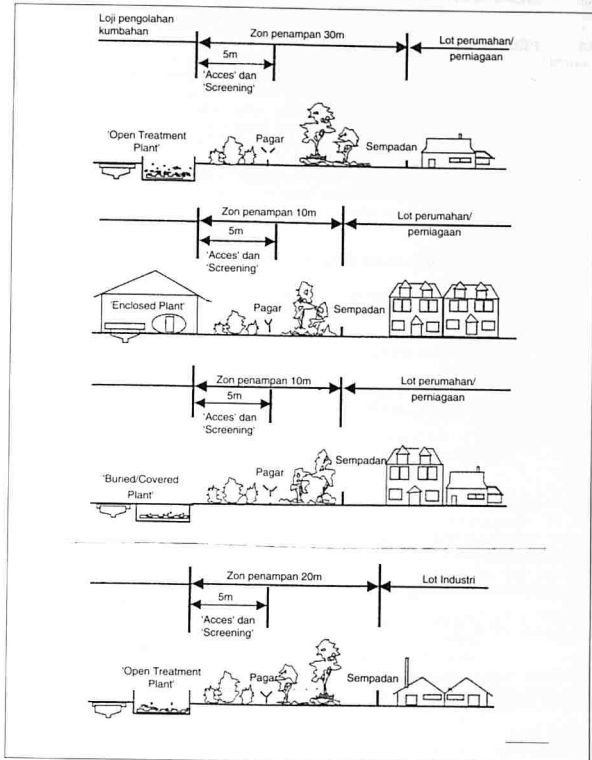 Loji pengolahan
kumbahan
Zon penampan 30m
Lot perumahan/
perniagaan
5m
'Acces' dan
'Screening'
'Open Treatment
Plant'
Pagar
Sempadan
Zon penampan 10m
Lot perumahan/
perniagaan
5m
'Acces' dan
'Screening'
'Enclosed Plant'
Pagar
Sempadan
Zon penampan 10m
Lot perumahan/
perniagaan
5m
'Acces' dan
'Screening'
'Buried/Covered
Plant'
Pagar
Sempadan
Zon penampan 20m
Lot Industri
5m
'Acces' dan
'Screening'
'Open Treatment
Plant'
Pagar
Sempadan